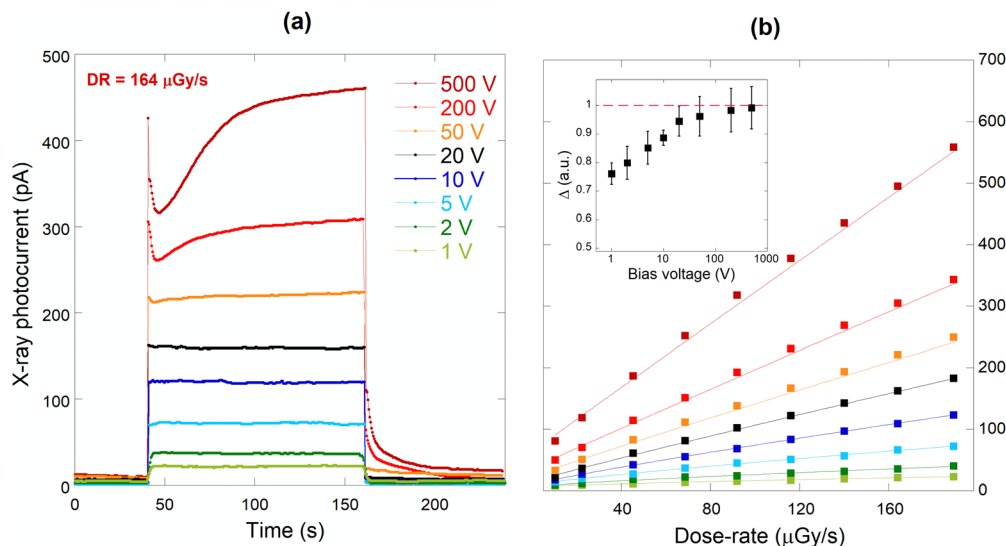 (a)
500
400
300
200
100
0
X-ray photocurrent (pA)
DR = 164 μGy/s
500 V
200 V
50 V
20 V
10 V
5 V
2 V
1 V
0
50
100
150
200
Time (s)
(b)
700
600
500
400
300
200
100
0
1
0.9
0.8
0.7
0.6
0.5
Δ (a.u.)
1
10
100
1000
Bias voltage (V)
40
80
120
160
Dose-rate (μGy/s)